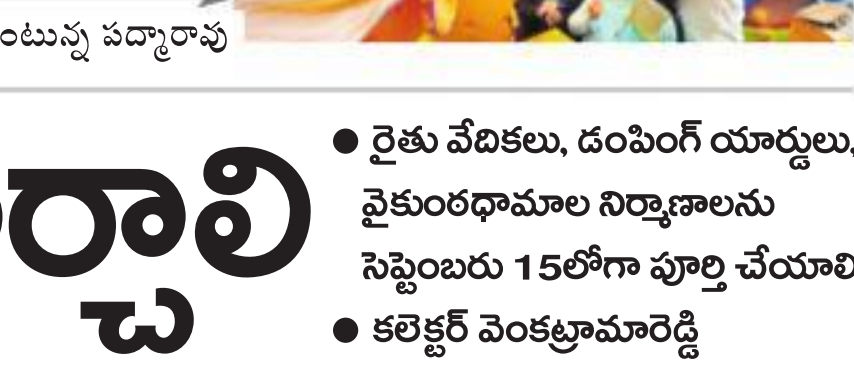 పద్మారావు
రైతు వేదికలు, డంపింగ్ యార్డులు,
వైకుంఠధామాల నిర్మాణాలను
సెప్టెంబరు 15లోగా పూర్తి చేయాలి
కలెక్టర్ వెంకట్రామారెడ్డి